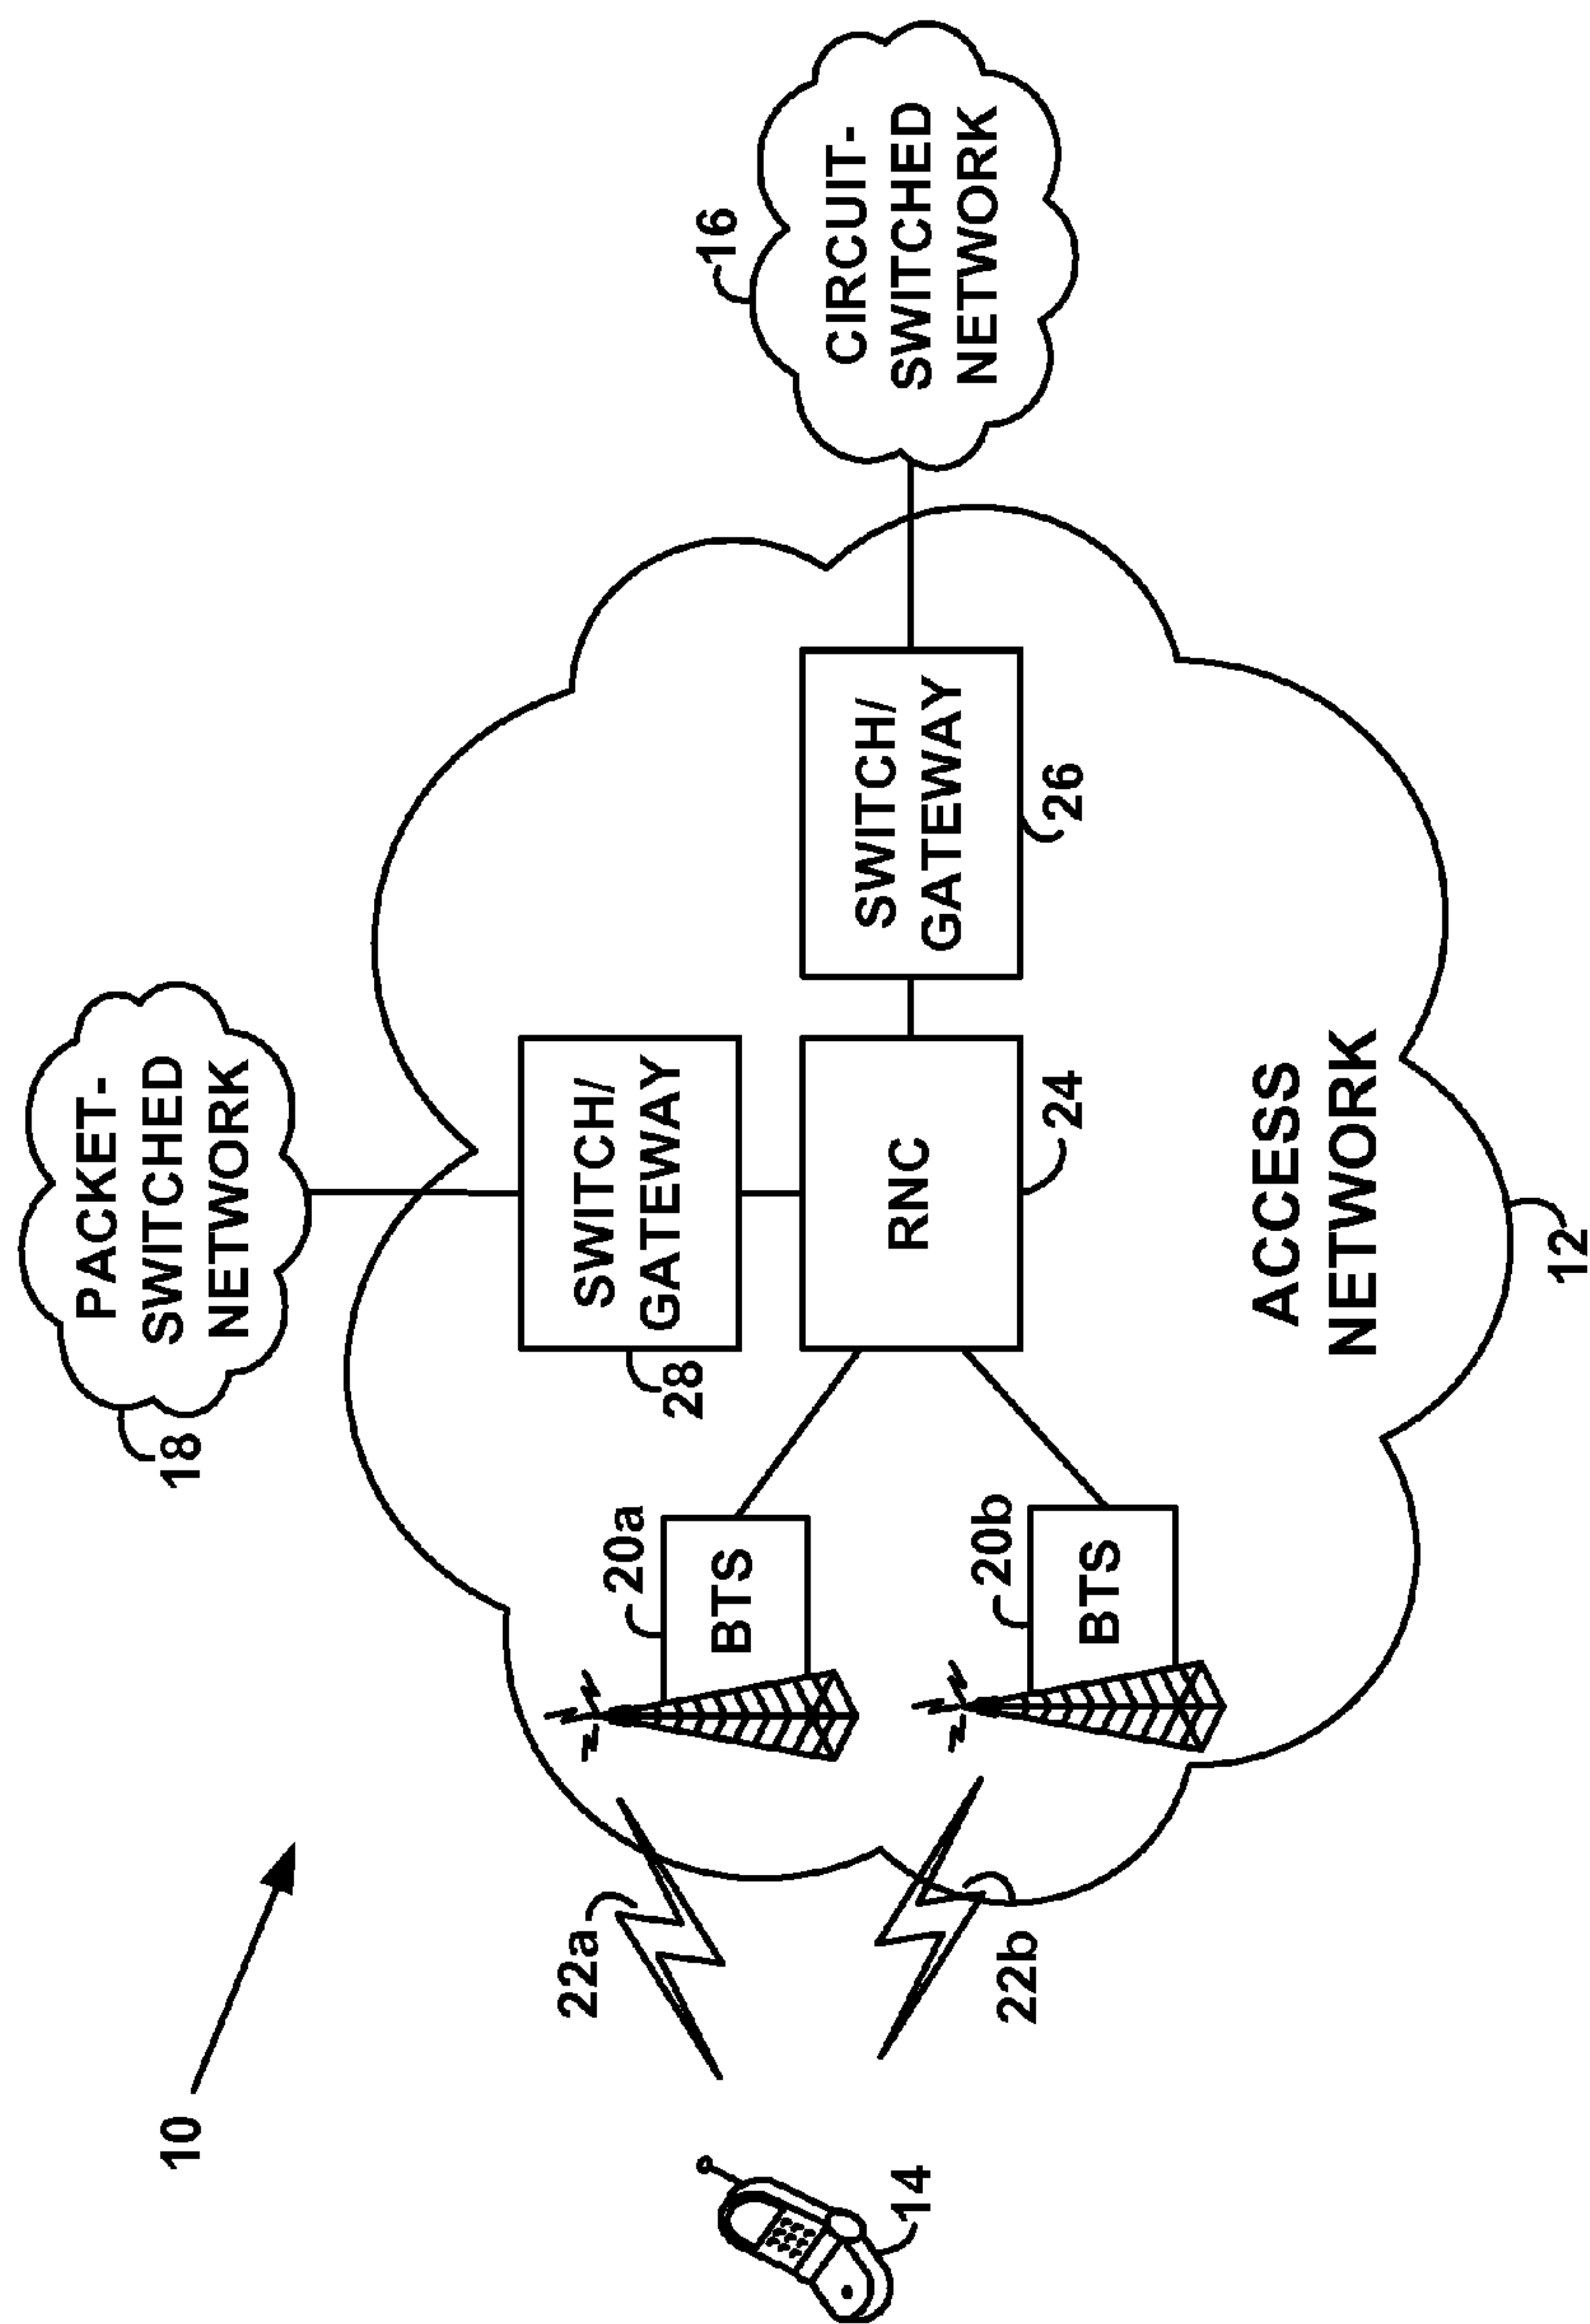 10
18
PACKET-
SWITCHED
NETWORK
16
CIRCUIT-
SWITCHED
NETWORK
28
SWITCH/
GATEWAY
22a
20a
BTS
RNC
24
SWITCH/
GATEWAY
26
14
22b
20b
BTS
ACCESS
NETWORK
12